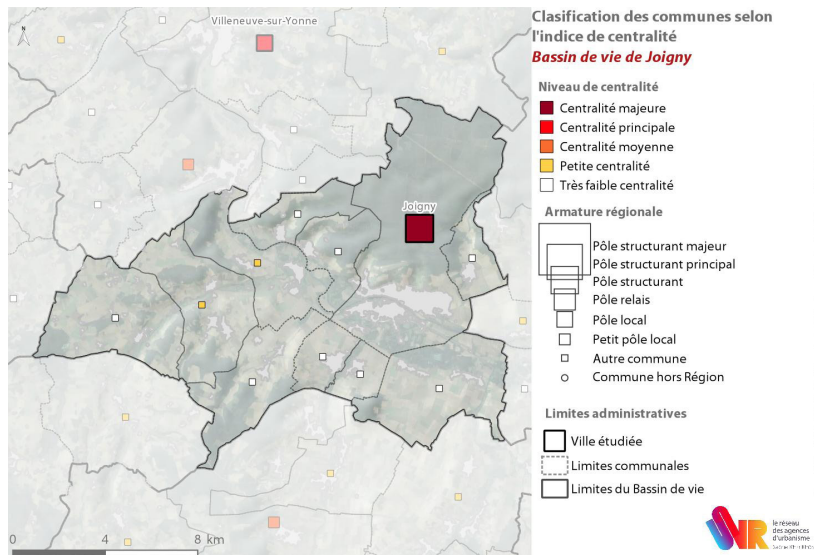 Clasification des communes selon
l'indice de centralité
Bassin de vie de Joigny
Villeneuve-sur-Yonne
N
Joigny
0 4 8 km
Niveau de centralité
Centralité majeure
Centralité principale
Centralité moyenne
Petite centralité
Très faible centralité
Armature régionale
Pôle structurant majeur
Pôle structurant principal
Pôle structurant
Pôle relais
Pôle local
Petit pôle local
Autre commune
Commune hors Région
Limites administratives
Ville étudiée
Limites communales
Limites du Bassin de vie
le réseau
des agences
d'urbanisme